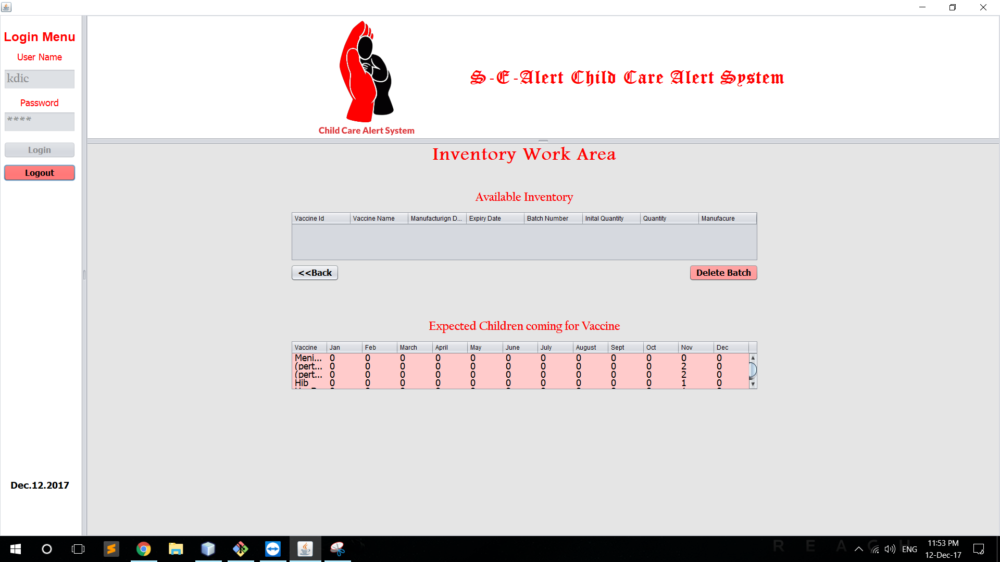 Login Menu
User Name
kdic
Password
****
Login
Logout
Dec.12.2017
Child Care Alert System
S-E-Alert Child Care Alert System
Inventory Work Area
Available Inventory
Vaccine Id Vaccine Name Manufacturign D... Expiry Date Batch Number Inital Quantity Quantity Manufacure
<<Back Delete Batch
Expected Children coming for Vaccine
Vaccine Jan Feb March April May June July August Sept Oct Nov Dec
Meni... 0 0 0 0 0 0 0 0 0 0 0 0
(pert... 0 0 0 0 0 0 0 0 0 0 2 0
(pert... 0 0 0 0 0 0 0 0 0 0 2 0
Hib 0 0 0 0 0 0 0 0 0 0 1 0
R E A C H
ENG
11:53 PM
12-Dec-17